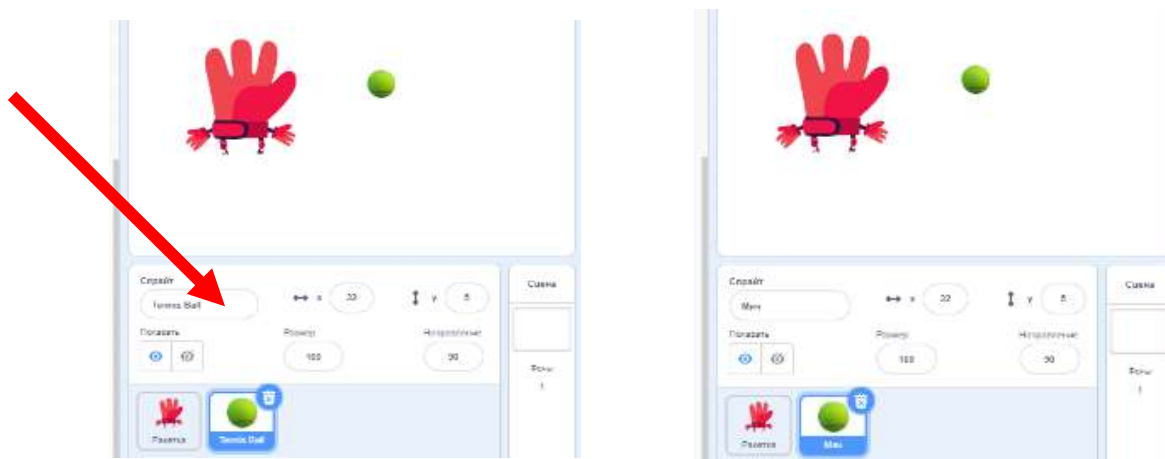 Спрайт
Tennis Ball
x 22
y 5
Сцена
Показать
Размер
Направление
100
90
Фоны
1
Ракетка
Tennis Ball
Спрайт
Мяч
x 22
y 5
Сцена
Показать
Размер
Направление
100
90
Фоны
1
Ракетка
Мяч